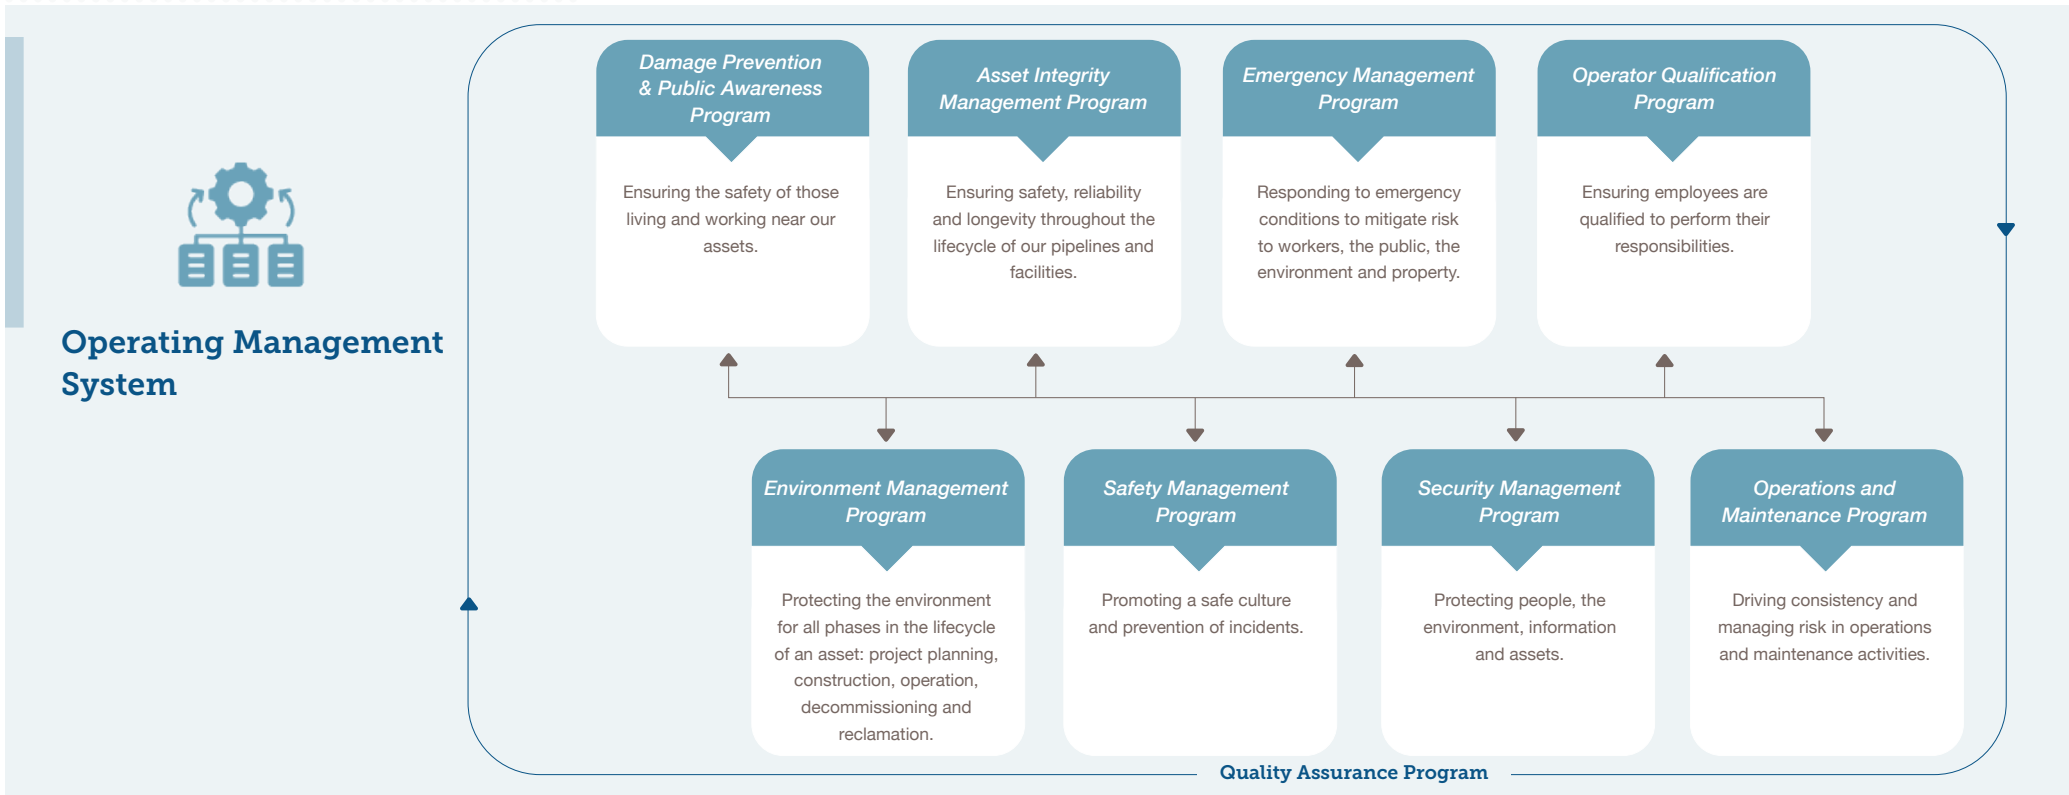 Operating Management
System
Damage Prevention
& Public Awareness
Program
Ensuring the safety of those
living and working near our
assets.
Asset Integrity
Management Program
Ensuring safety, reliability
and longevity throughout the
lifecycle of our pipelines and
facilities.
Emergency Management
Program
Responding to emergency
conditions to mitigate risk
to workers, the public, the
environment and property.
Operator Qualification
Program
Ensuring employees are
qualified to perform their
responsibilities.
Environment Management
Program
Protecting the environment
for all phases in the lifecycle
of an asset: project planning,
construction, operation,
decommissioning and
reclamation.
Safety Management
Program
Promoting a safe culture
and prevention of incidents.
Security Management
Program
Protecting people, the
environment, information
and assets.
Operations and
Maintenance Program
Driving consistency and
managing risk in operations
and maintenance activities.
Quality Assurance Program